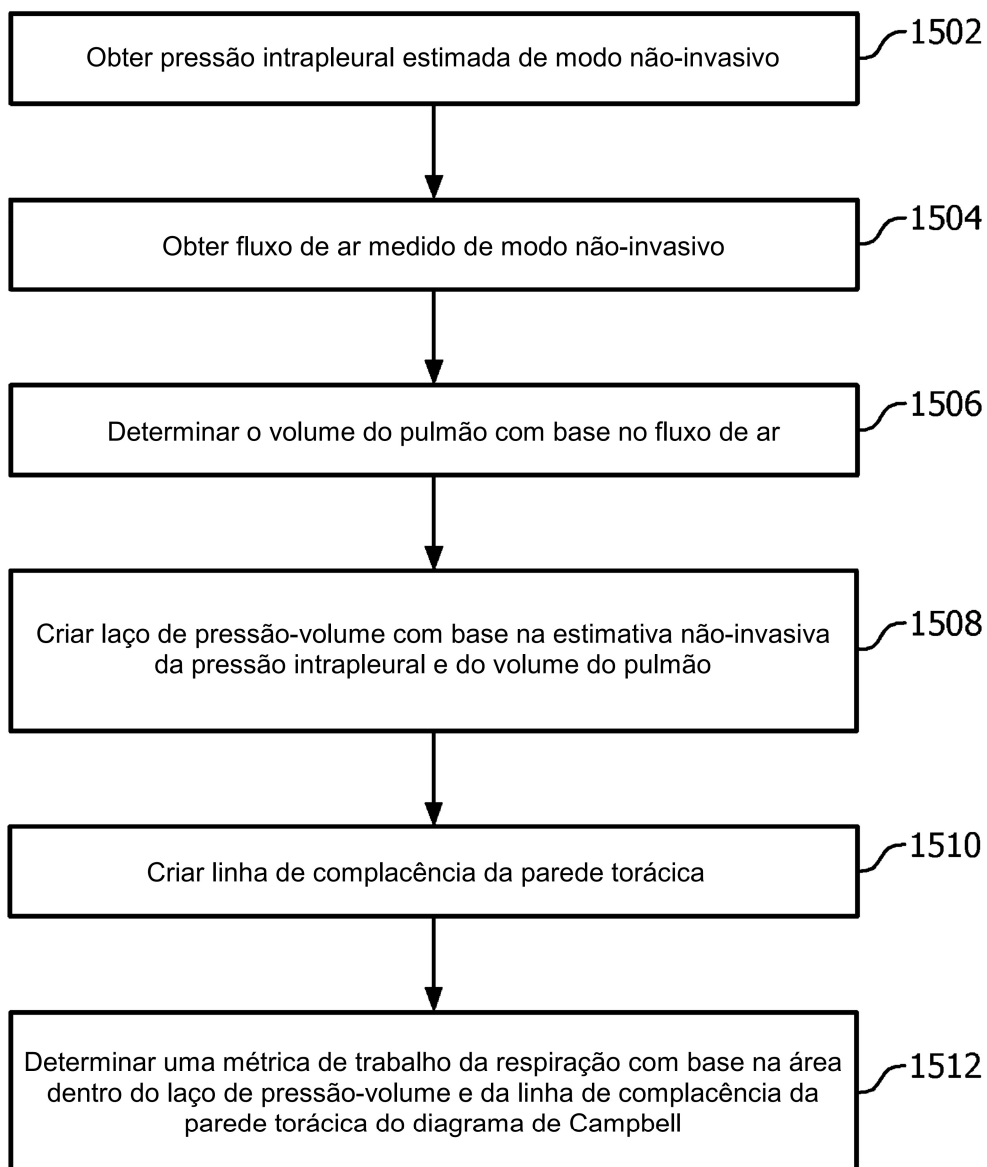 Obter pressão intrapleural estimada de modo não-invasivo
1502
Obter fluxo de ar medido de modo não-invasivo
1504
Determinar o volume do pulmão com base no fluxo de ar
1506
Criar laço de pressão-volume com base na estimativa não-invasiva
da pressão intrapleural e do volume do pulmão
1508
Criar linha de complacência da parede torácica
1510
Determinar uma métrica de trabalho da respiração com base na área
dentro do laço de pressão-volume e da linha de complacência da
parede torácica do diagrama de Campbell
1512